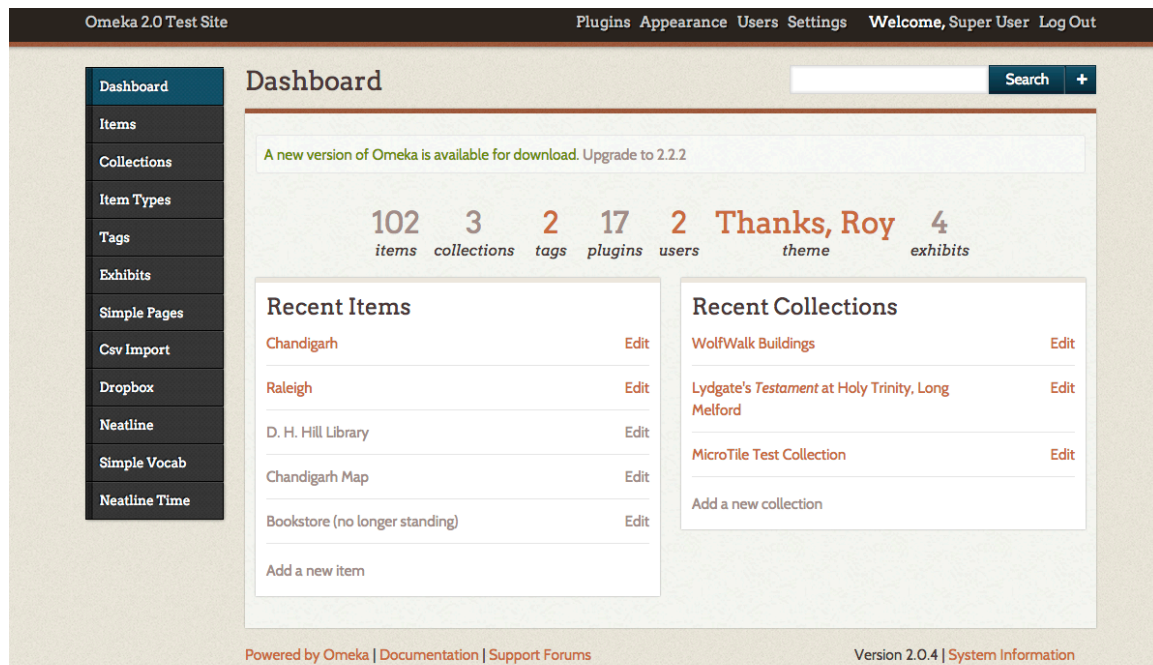 Omeka 2.0 Test Site Plugins Appearance Users Settings Welcome, Super User Log Out
Dashboard
Items
Collections
Item Types
Tags
Exhibits
Simple Pages
Csv Import
Dropbox
Neatline
Simple Vocab
Neatline Time
Dashboard
Search +
A new version of Omeka is available for download. Upgrade to 2.2.2
102 3 2 17 2 Thanks, Roy 4
items collections tags plugins users theme exhibits
Recent Items
Chandigarh Edit
Raleigh Edit
D. H. Hill Library Edit
Chandigarh Map Edit
Bookstore (no longer standing) Edit
Add a new item
Recent Collections
WolfWalk Buildings Edit
Lydgate's Testament at Holy Trinity, Long Edit
Melford
MicroTile Test Collection Edit
Add a new collection
Powered by Omeka | Documentation | Support Forums Version 2.0.4 | System Information